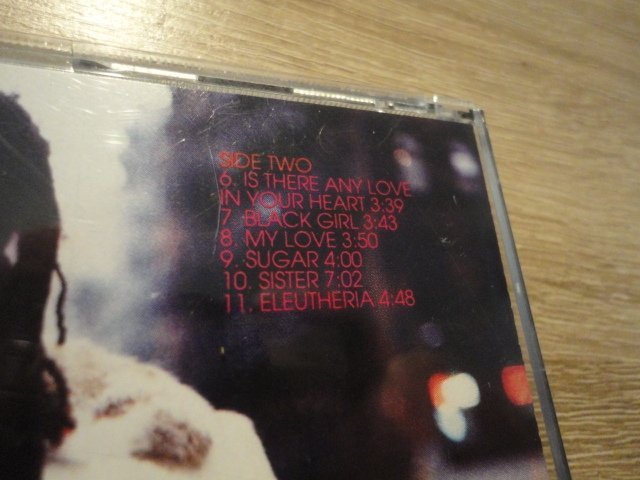 SIDE TWO
6. IS THERE ANY LOVE
IN YOUR HEART 3:39
7. BLACK GIRL 3:43
8. MY LOVE 3:50
9. SUGAR 4:00
10. SISTER 7:02
11. ELEUTHERIA 4:48